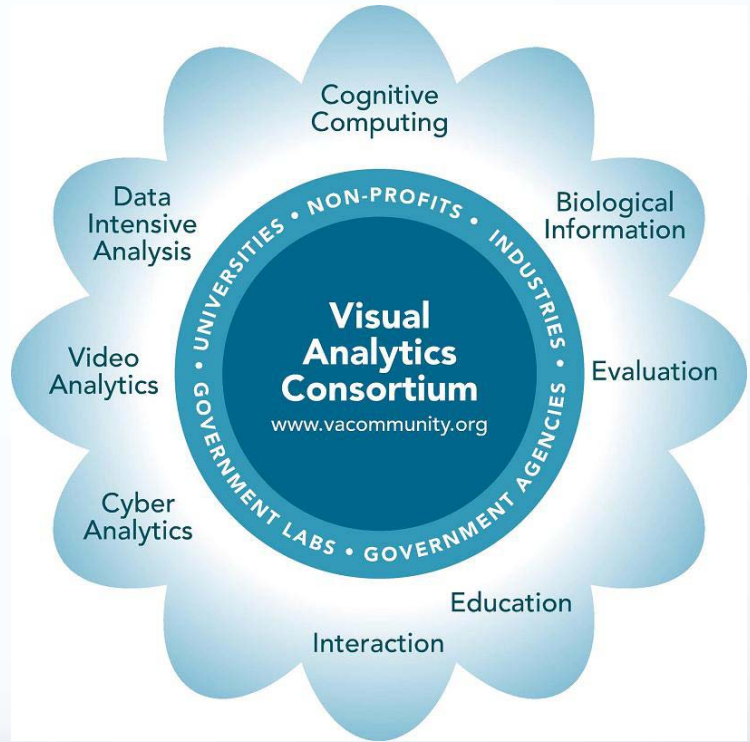 Cognitive
Computing
Data
Intensive
Analysis
Biological
Information
UNIVERSITIES • NON-PROFITS • INDUSTRIES • GOVERNMENT AGENCIES • GOVERNMENT LABS •
Visual
Analytics
Consortium
www.vacommunity.org
Video
Analytics
Evaluation
Cyber
Analytics
Education
Interaction